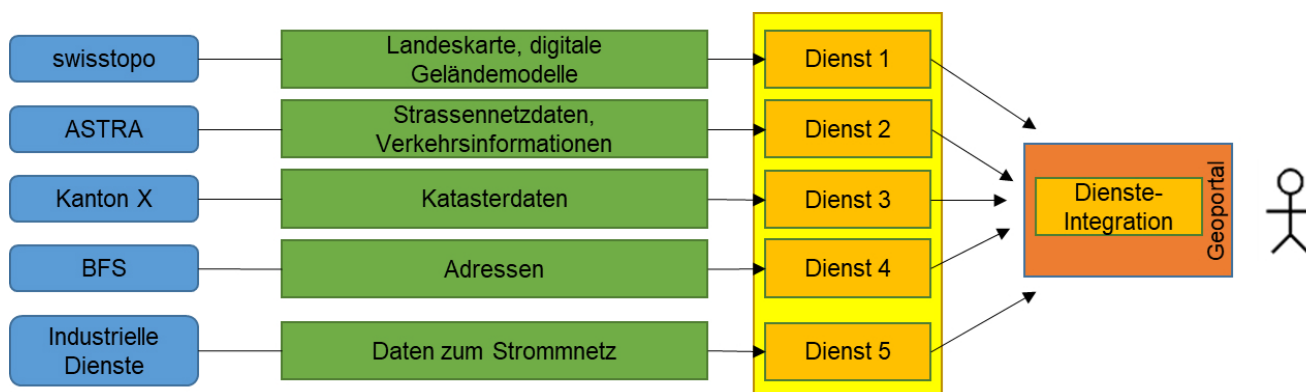 swisstopo
Landeskarte, digitale
Geländemodelle
Dienst 1
ASTRA
Strassennetzdaten,
Verkehrsinformationen
Dienst 2
Kanton X
Katasterdaten
Dienst 3
Dienste-
Integration
Geoportal
BFS
Adressen
Dienst 4
Industrielle
Dienste
Daten zum Strommnetz
Dienst 5